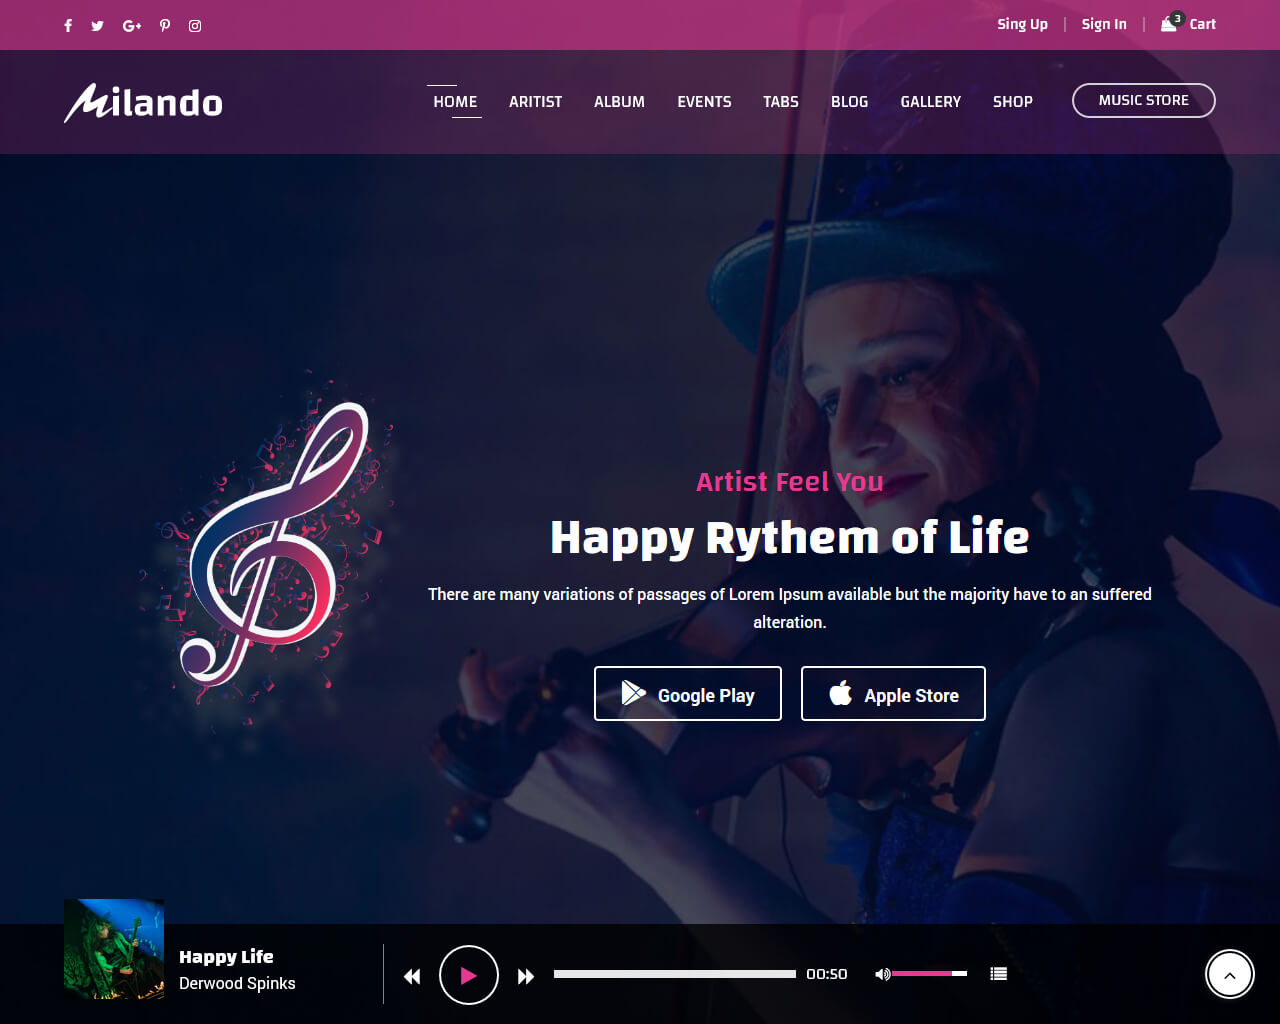 Sing Up
Sign In
3
Cart
Milando
HOME
ARITIST
ALBUM
EVENTS
TABS
BLOG
GALLERY
SHOP
MUSIC STORE
Artist Feel You
Happy Rythem of Life
There are many variations of passages of Lorem Ipsum available but the majority have to an suffered
alteration.
Google Play
Apple Store
Happy Life
Derwood Spinks
00:50